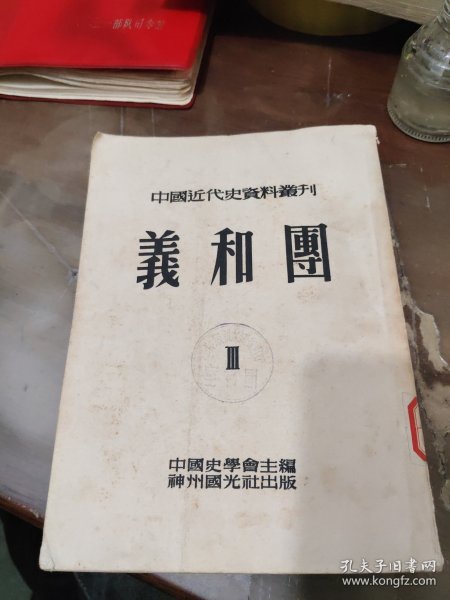 中國近代史資料叢刊
義和團
III
中國史學會主編
神州國光社出版
孔夫子旧书网
www.kongfz.com